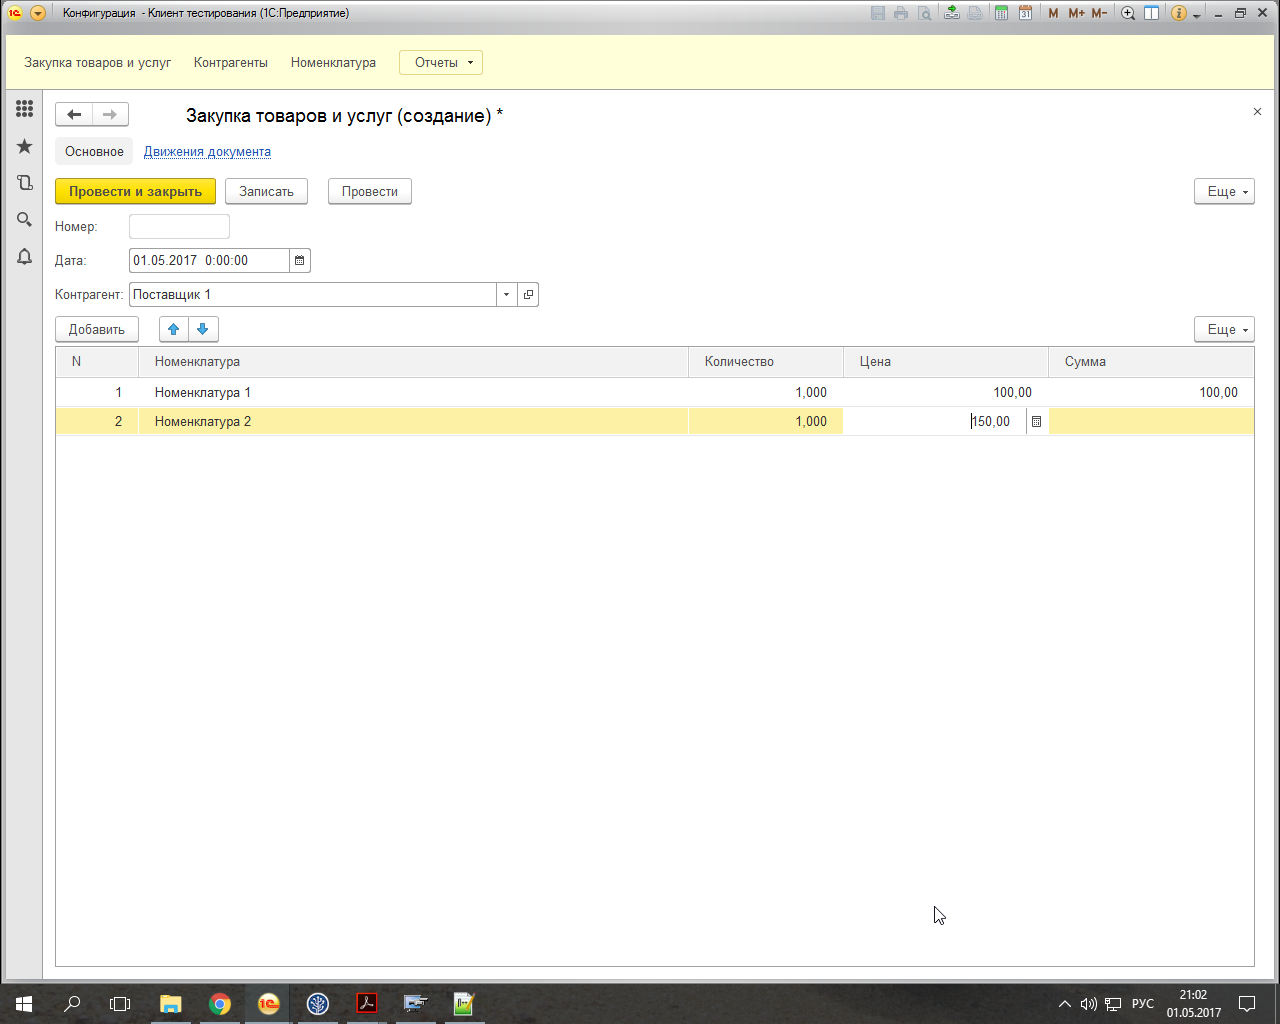 Конфигурация - Клиент тестирования (1С:Предприятие)
M M+ M-
31
Закупка товаров и услуг Контрагенты Номенклатура Отчеты
Закупка товаров и услуг (создание) *
Основное Движения документа
Провести и закрыть Записать Провести Еще
Номер:
Дата: 01.05.2017 0:00:00
Контрагент: Поставщик 1
Добавить Еще
N Номенклатура Количество Цена Сумма
1 Номенклатура 1 1,000 100,00 100,00
2 Номенклатура 2 1,000 150,00
РУС
21:02
01.05.2017